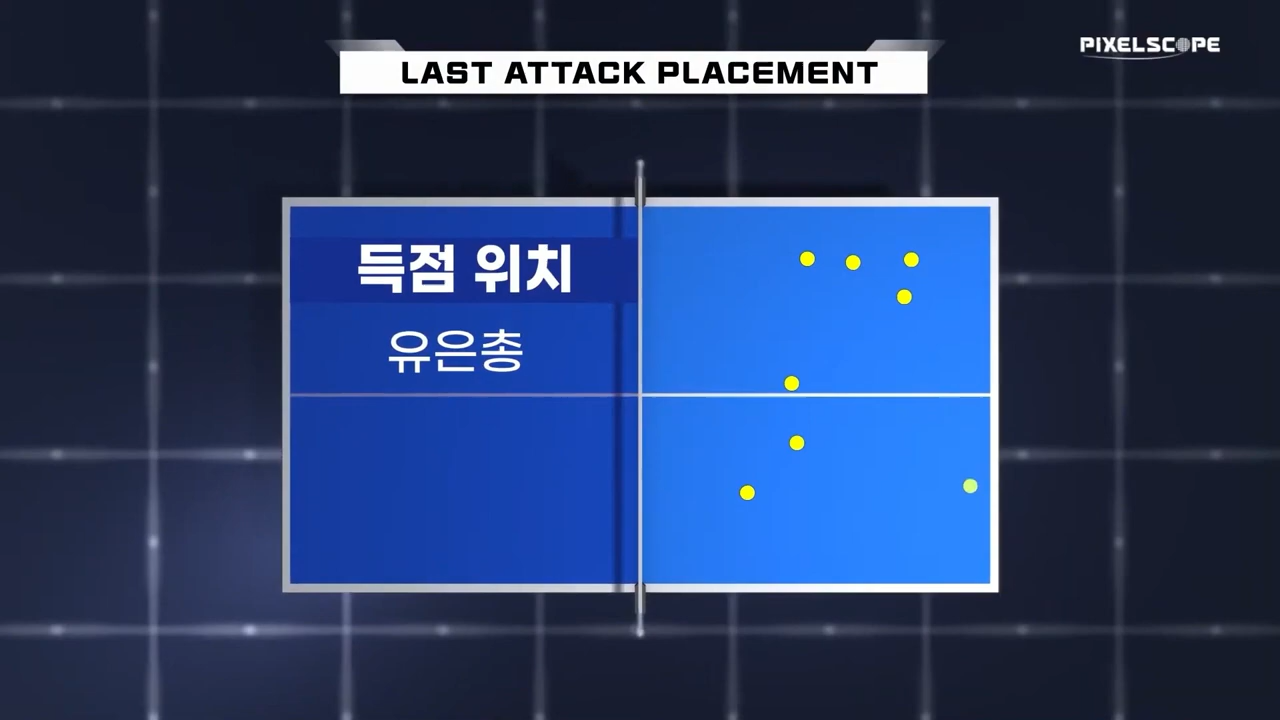 PIXELSCOPE
LAST ATTACK PLACEMENT
득점 위치
유은총